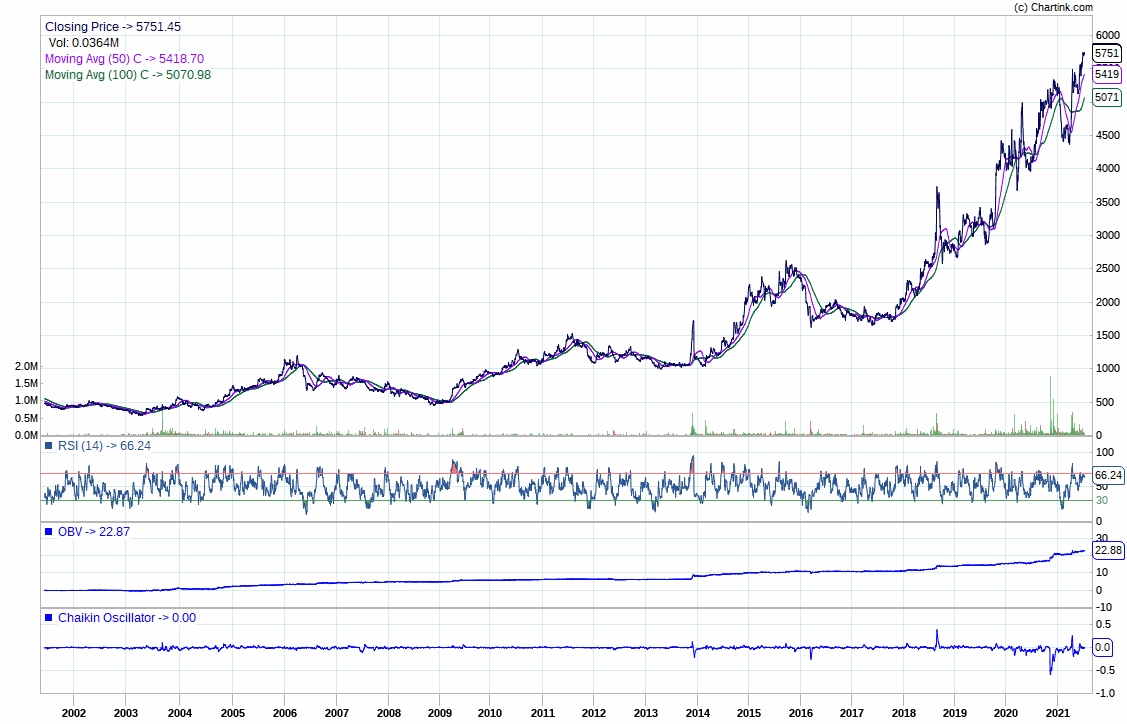 (c) Chartink.com
Closing Price -> 5751.45
Vol: 0.0364M
Moving Avg (50) C -> 5418.70
Moving Avg (100) C -> 5070.98
6000
5751
5419
5071
4500
4000
3500
3000
2500
2000
1500
1000
500
0
2.0M
1.5M
1.0M
0.5M
0.0M
RSI (14) -> 66.24
100
66.24
50
30
0
OBV -> 22.87
30
22.88
10
0
-10
Chaikin Oscillator -> 0.00
0.5
0.0
-0.5
-1.0
2002 2003 2004 2005 2006 2007 2008 2009 2010 2011 2012 2013 2014 2015 2016 2017 2018 2019 2020 2021